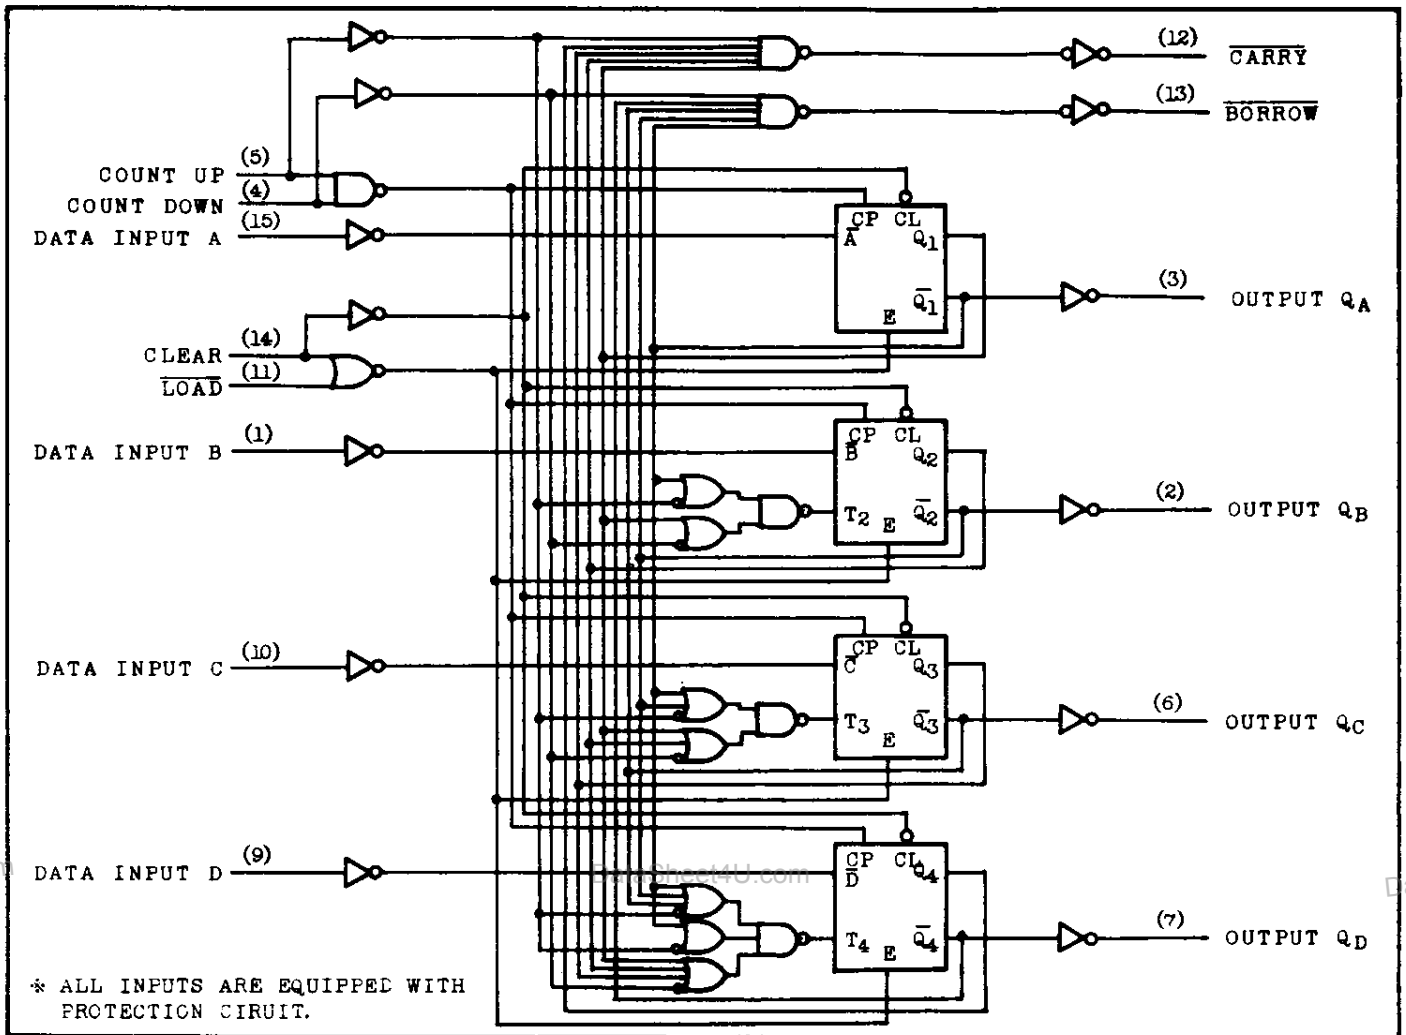 (12) CARRY
(13) BORROW
COUNT UP (5)
COUNT DOWN (4)
DATA INPUT A (15)
CP CL
A Q1
Q1
E
(3) OUTPUT QA
CLEAR (14)
LOAD (11)
DATA INPUT B (1)
CP CL
B Q2
T2 Q2
E
(2) OUTPUT QB
DATA INPUT C (10)
CP CL
C Q3
T3 Q3
E
(6) OUTPUT QC
DATA INPUT D (9)
CP CL
D Q4
T4 Q4
E
(7) OUTPUT QD
DataSheet4U.com
* ALL INPUTS ARE EQUIPPED WITH
PROTECTION CIRUIT.